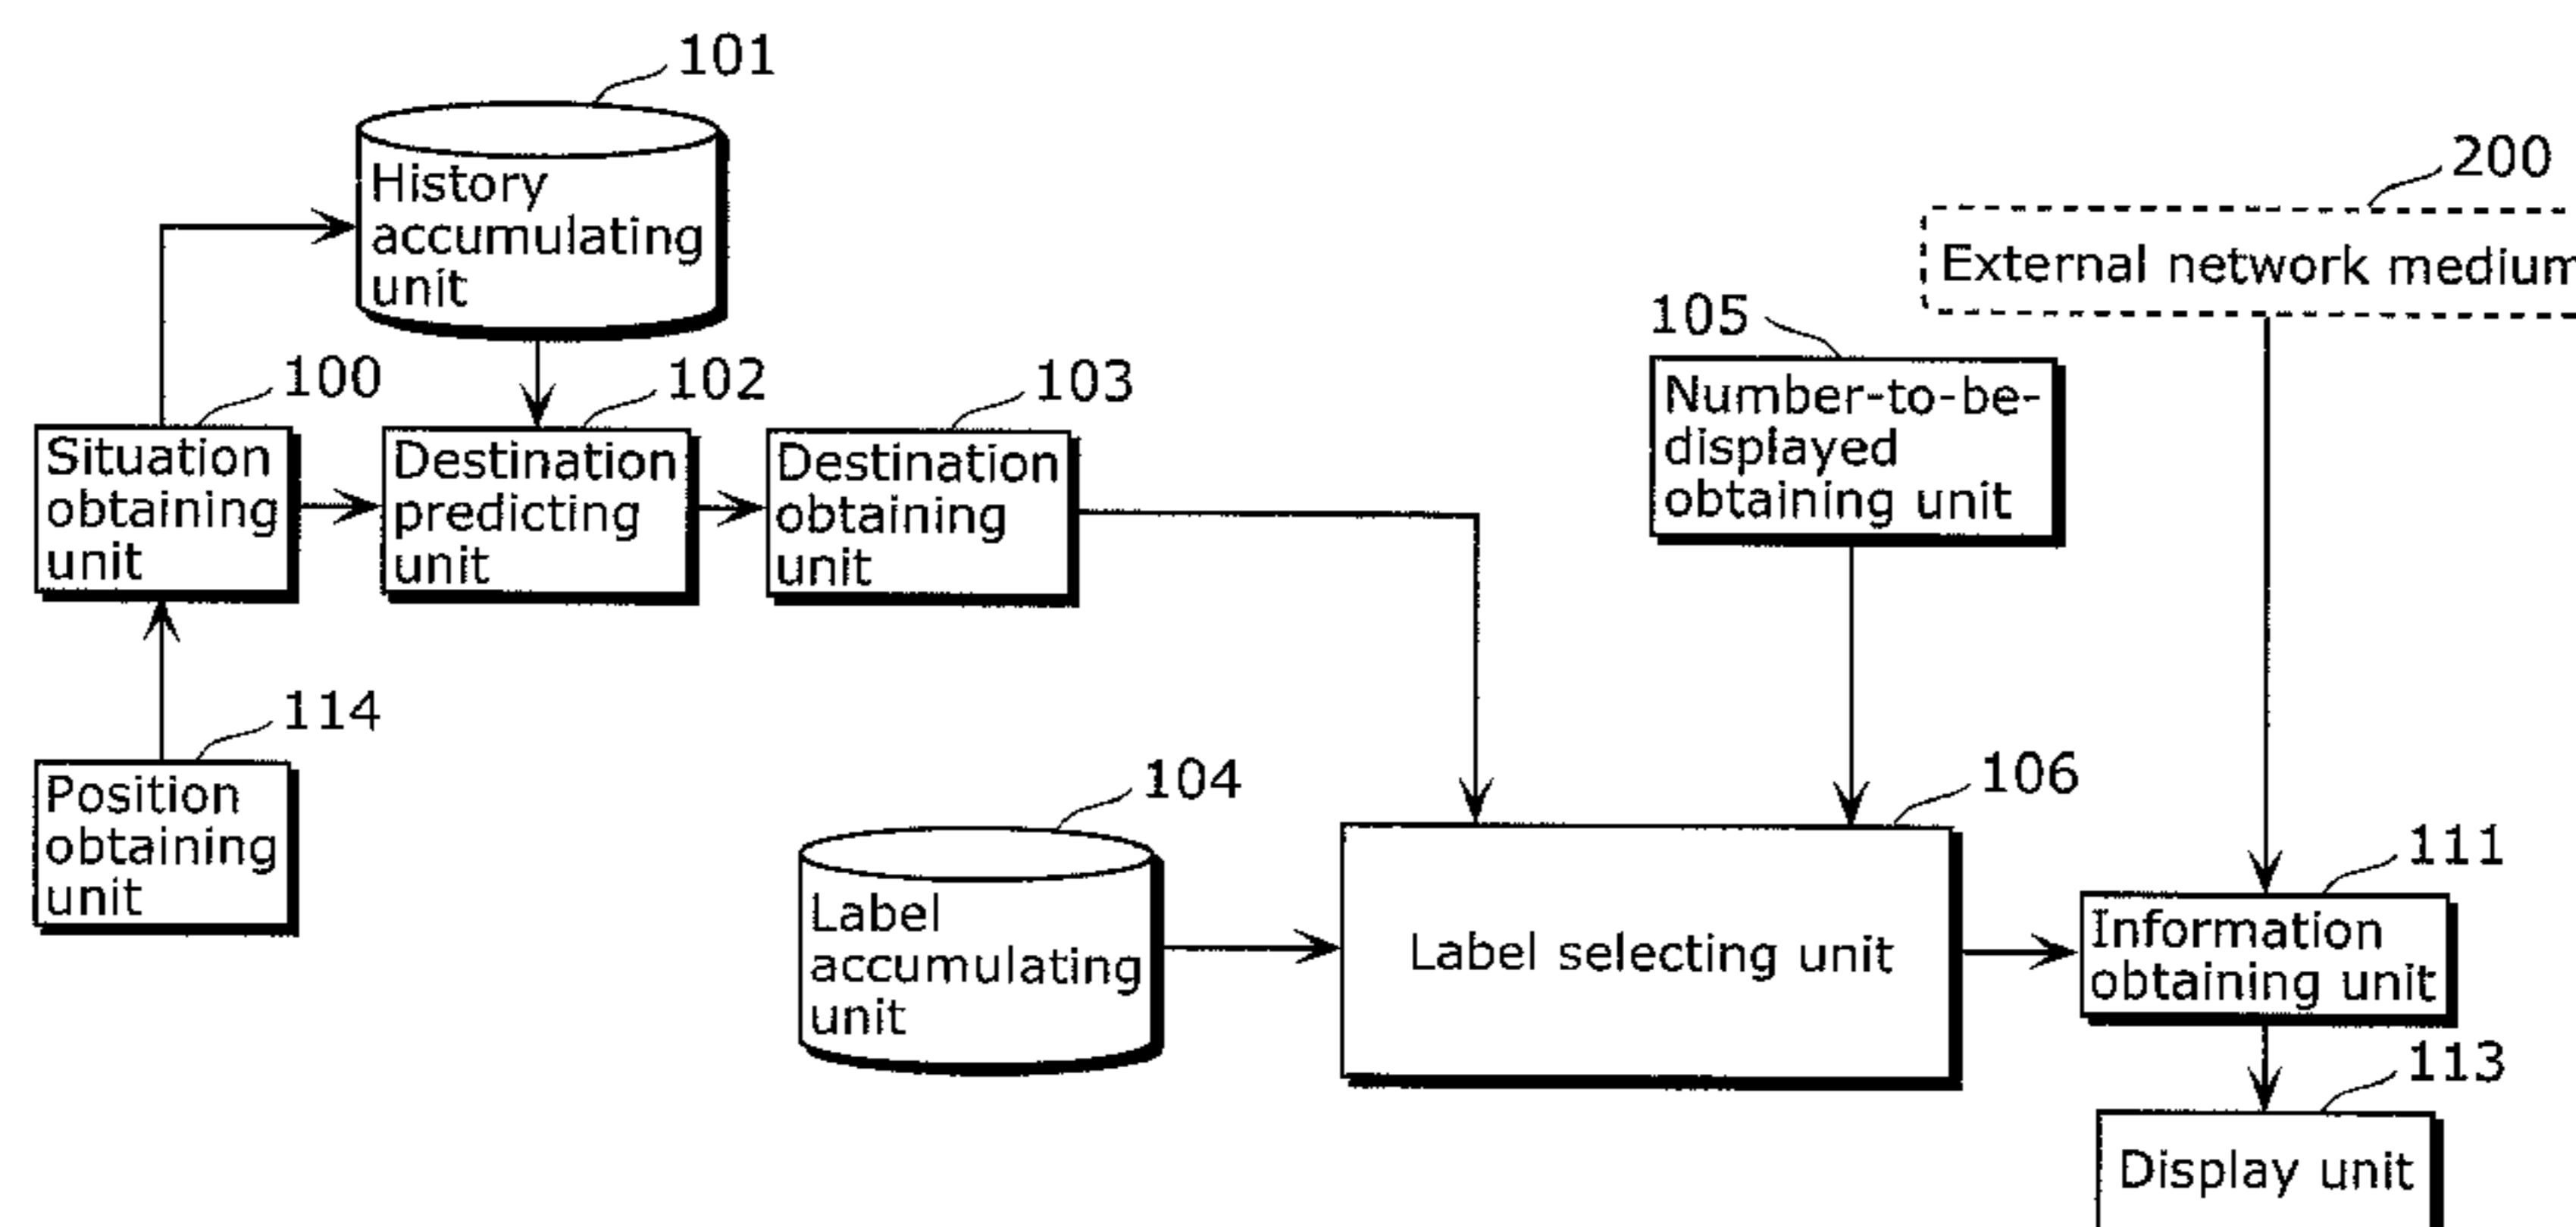 101
History
accumulating
unit
200
External network medium
105
Number-to-be-
displayed
obtaining unit
100
Situation
obtaining
unit
102
Destination
predicting
unit
103
Destination
obtaining
unit
114
Position
obtaining
unit
104
Label
accumulating
unit
106
Label selecting unit
111
Information
obtaining unit
113
Display unit